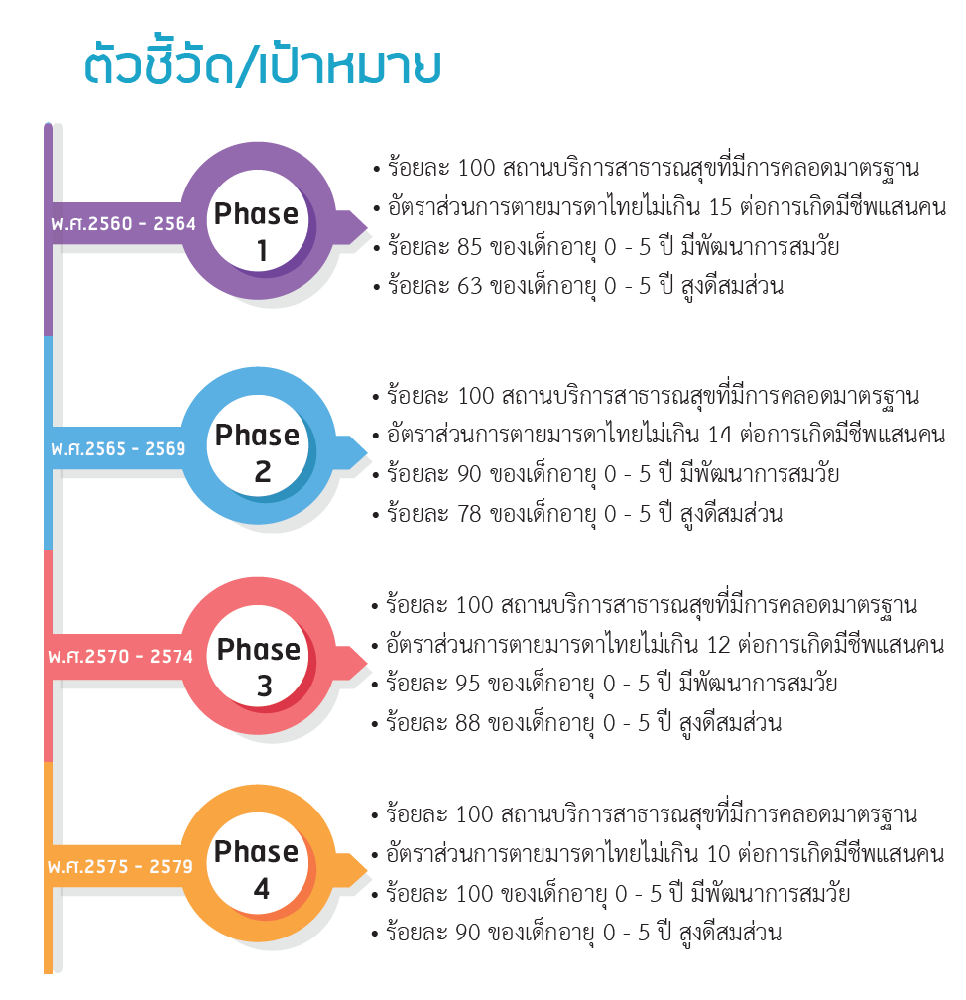 ตัวชี้วัด/เป้าหมาย
พ.ศ.2560 - 2564
Phase
1
• ร้อยละ 100 สถานบริการสาธารณสุขที่มีการคลอดมาตรฐาน
• อัตราส่วนการตายมารดาไทยไม่เกิน 15 ต่อการเกิดมีชีพแสนคน
• ร้อยละ 85 ของเด็กอายุ 0 - 5 ปี มีพัฒนาการสมวัย
• ร้อยละ 63 ของเด็กอายุ 0 - 5 ปี สูงดีสมส่วน
พ.ศ.2565 - 2569
Phase
2
• ร้อยละ 100 สถานบริการสาธารณสุขที่มีการคลอดมาตรฐาน
• อัตราส่วนการตายมารดาไทยไม่เกิน 14 ต่อการเกิดมีชีพแสนคน
• ร้อยละ 90 ของเด็กอายุ 0 - 5 ปี มีพัฒนาการสมวัย
• ร้อยละ 78 ของเด็กอายุ 0 - 5 ปี สูงดีสมส่วน
พ.ศ.2570 - 2574
Phase
3
• ร้อยละ 100 สถานบริการสาธารณสุขที่มีการคลอดมาตรฐาน
• อัตราส่วนการตายมารดาไทยไม่เกิน 12 ต่อการเกิดมีชีพแสนคน
• ร้อยละ 95 ของเด็กอายุ 0 - 5 ปี มีพัฒนาการสมวัย
• ร้อยละ 88 ของเด็กอายุ 0 - 5 ปี สูงดีสมส่วน
พ.ศ.2575 - 2579
Phase
4
• ร้อยละ 100 สถานบริการสาธารณสุขที่มีการคลอดมาตรฐาน
• อัตราส่วนการตายมารดาไทยไม่เกิน 10 ต่อการเกิดมีชีพแสนคน
• ร้อยละ 100 ของเด็กอายุ 0 - 5 ปี มีพัฒนาการสมวัย
• ร้อยละ 90 ของเด็กอายุ 0 - 5 ปี สูงดีสมส่วน